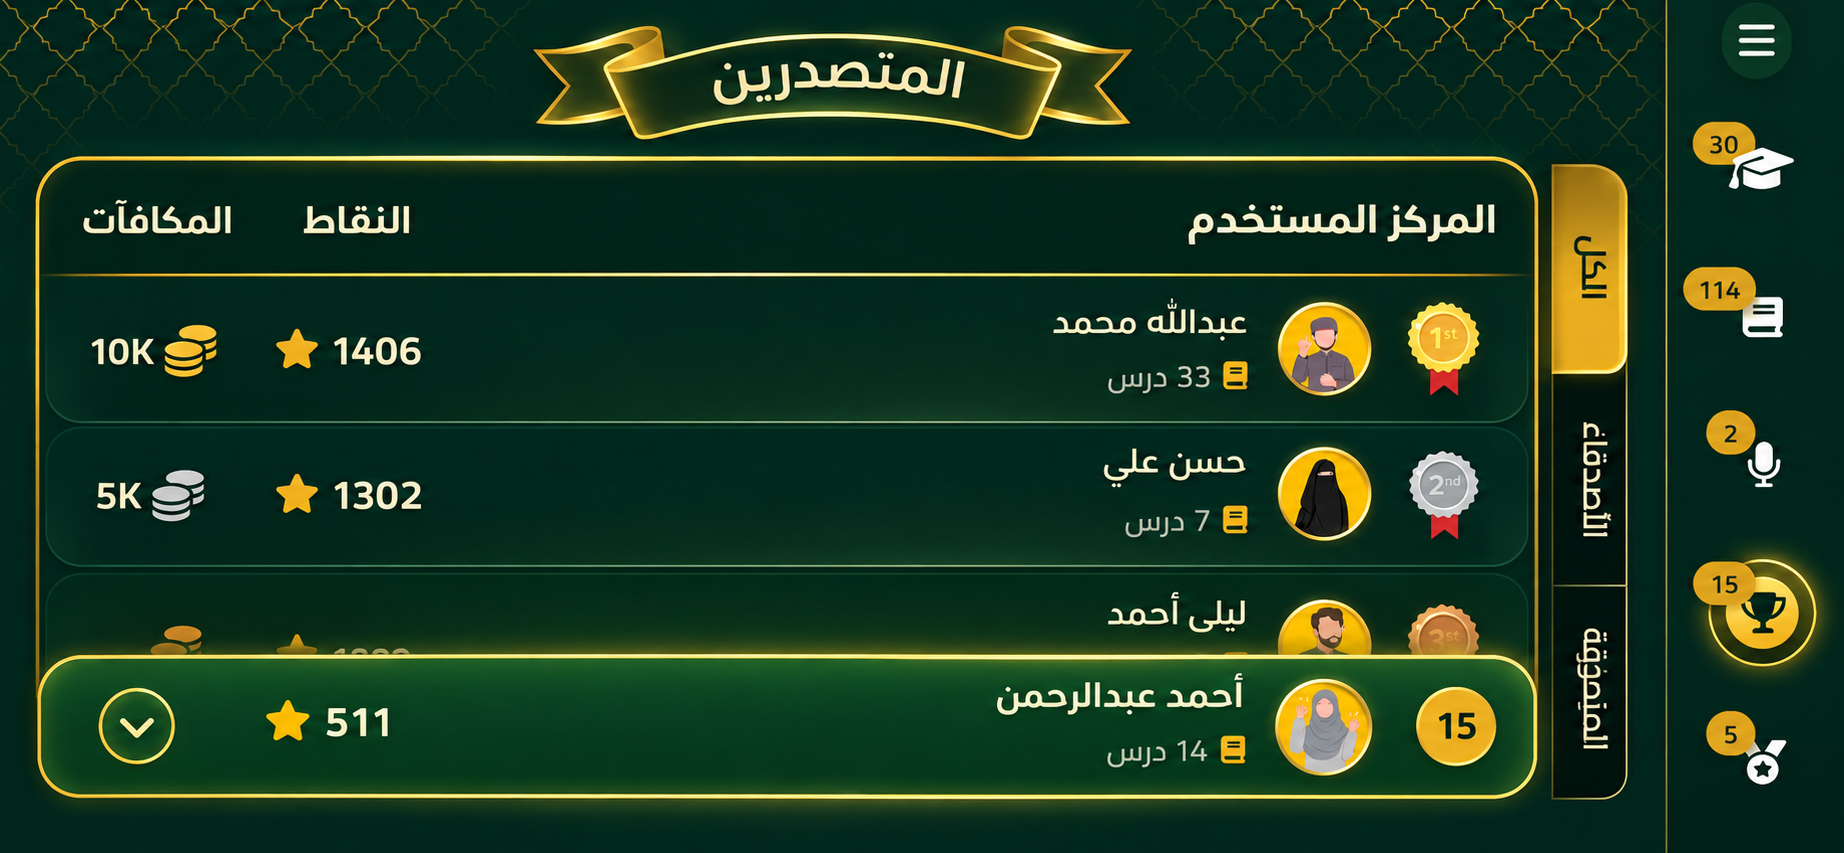 المتصدرين
المركز المستخدم
النقاط
المكافآت
1st
عبدالله محمد
33 درس
1406
10K
2nd
حسن علي
7 درس
1302
5K
3st
ليلى أحمد
15
أحمد عبدالرحمن
14 درس
511
الكل
الأصدقاء
30
114
2
15
5